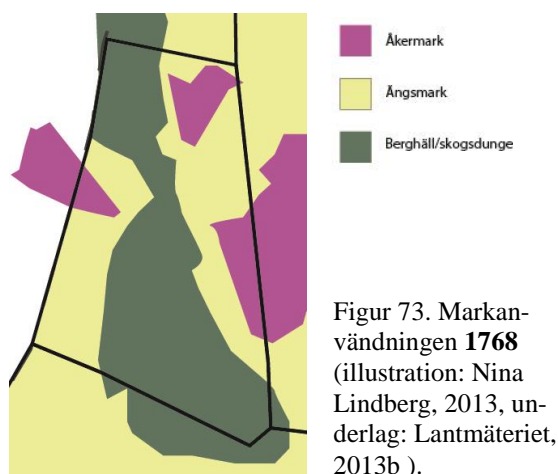 Åkermark
Ängsmark
Berghäll/skogsdunge
Figur 73. Markan-
vändningen 1768
(illustration: Nina
Lindberg, 2013, un-
derlag: Lantmäteriet,
2013b ).